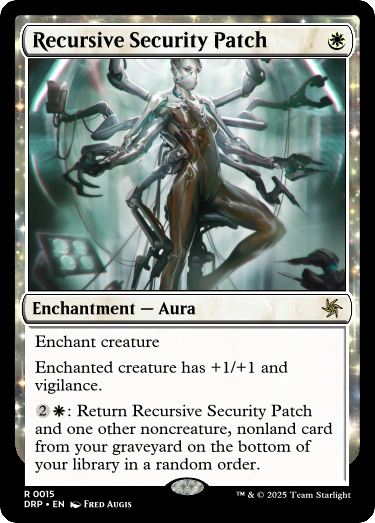 Recursive Security Patch
Enchantment — Aura
Enchant creature
Enchanted creature has +1/+1 and
vigilance.
2 : Return Recursive Security Patch
and one other noncreature, nonland card
from your graveyard on the bottom of
your library in a random order.
R 0015
DRP • EN Fred Augis
™ & © 2025 Team Starlight